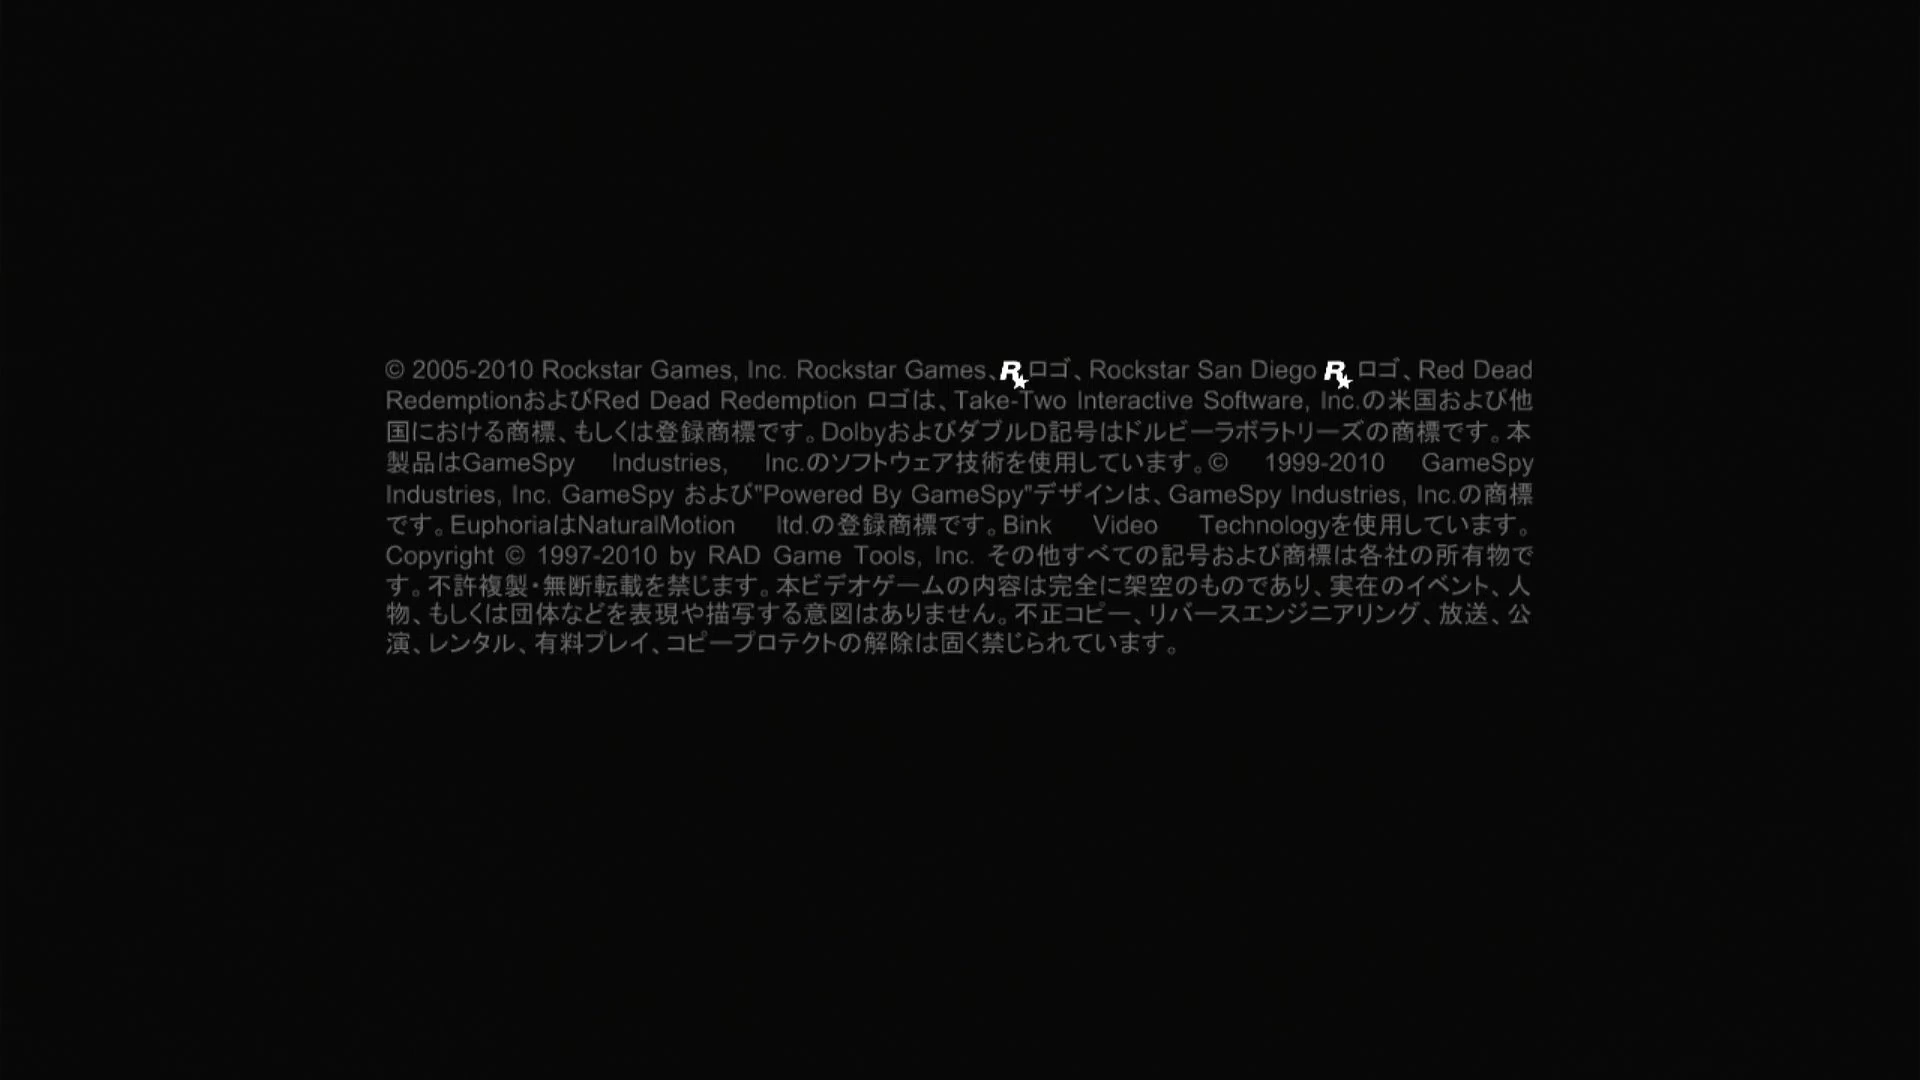 © 2005-2010 Rockstar Games, Inc. Rockstar Games、R★ロゴ、Rockstar San Diego R★ロゴ、Red Dead
RedemptionおよびRed Dead Redemption ロゴは、Take-Two Interactive Software, Inc.の米国および他
国における商標、もしくは登録商標です。DolbyおよびダブルD記号はドルビーラボラトリーズの商標です。本
製品はGameSpy Industries, Inc.のソフトウェア技術を使用しています。© 1999-2010 GameSpy
Industries, Inc. GameSpy および"Powered By GameSpy"デザインは、GameSpy Industries, Inc.の商標
です。EuphoriaはNaturalMotion ltd.の登録商標です。Bink Video Technologyを使用しています。
Copyright © 1997-2010 by RAD Game Tools, Inc. その他すべての記号および商標は各社の所有物で
す。不許複製・無断転載を禁じます。本ビデオゲームの内容は完全に架空のものであり、実在のイベント、人
物、もしくは団体などを表現や描写する意図はありません。不正コピー、リバースエンジニアリング、放送、公
演、レンタル、有料プレイ、コピープロテクトの解除は固く禁じられています。